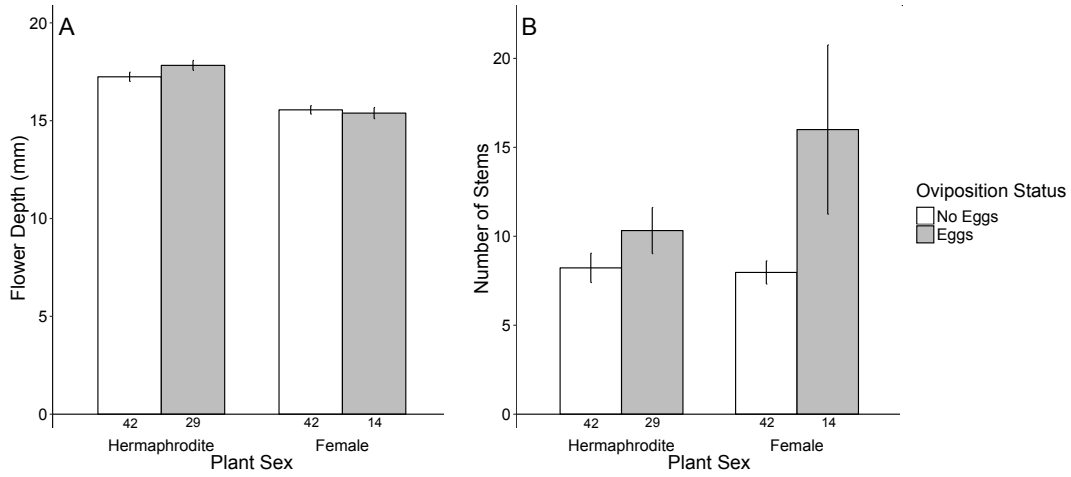 A
Flower Depth (mm)
20
15
10
5
0
42 29 42 14
Hermaphrodite Female
Plant Sex
B
Number of Stems
20
15
10
5
0
42 29 42 14
Hermaphrodite Female
Plant Sex
Oviposition Status
No Eggs
Eggs